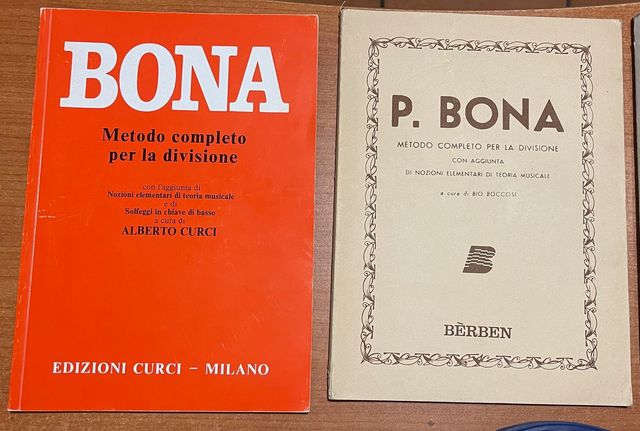 BONA
Metodo completo
per la divisione
con l'aggiunta di
Nozioni elementari di teoria musicale
e di
Solfeggi in chiave di basso
a cura di
ALBERTO CURCI
EDIZIONI CURCI – MILANO
P. BONA
METODO COMPLETO PER LA DIVISIONE
CON AGGIUNTA
DI NOZIONI ELEMENTARI DI TEORIA MUSICALE
a cura di BIO BOCCOSI
B
BÈRBEN